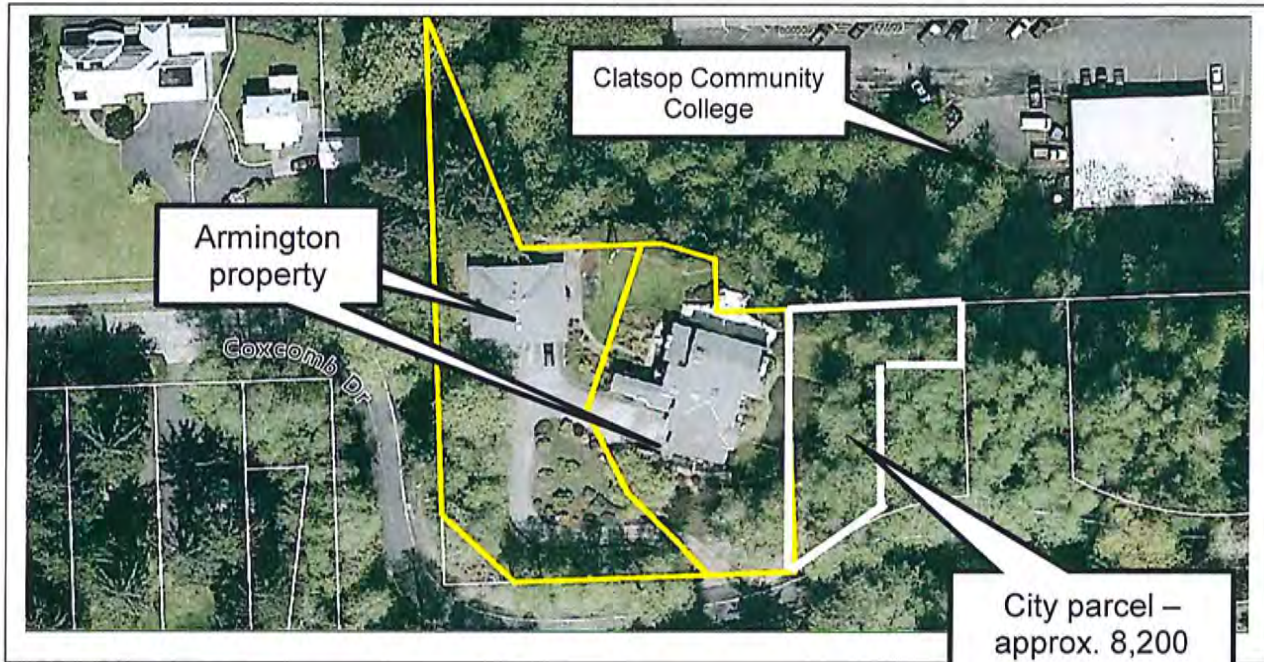 Clatsop Community
College
Armington
property
Coxcomb Dr
City parcel –
approx. 8,200